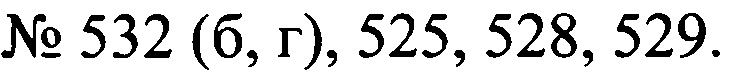 № 532 (б, г), 525, 528, 529.